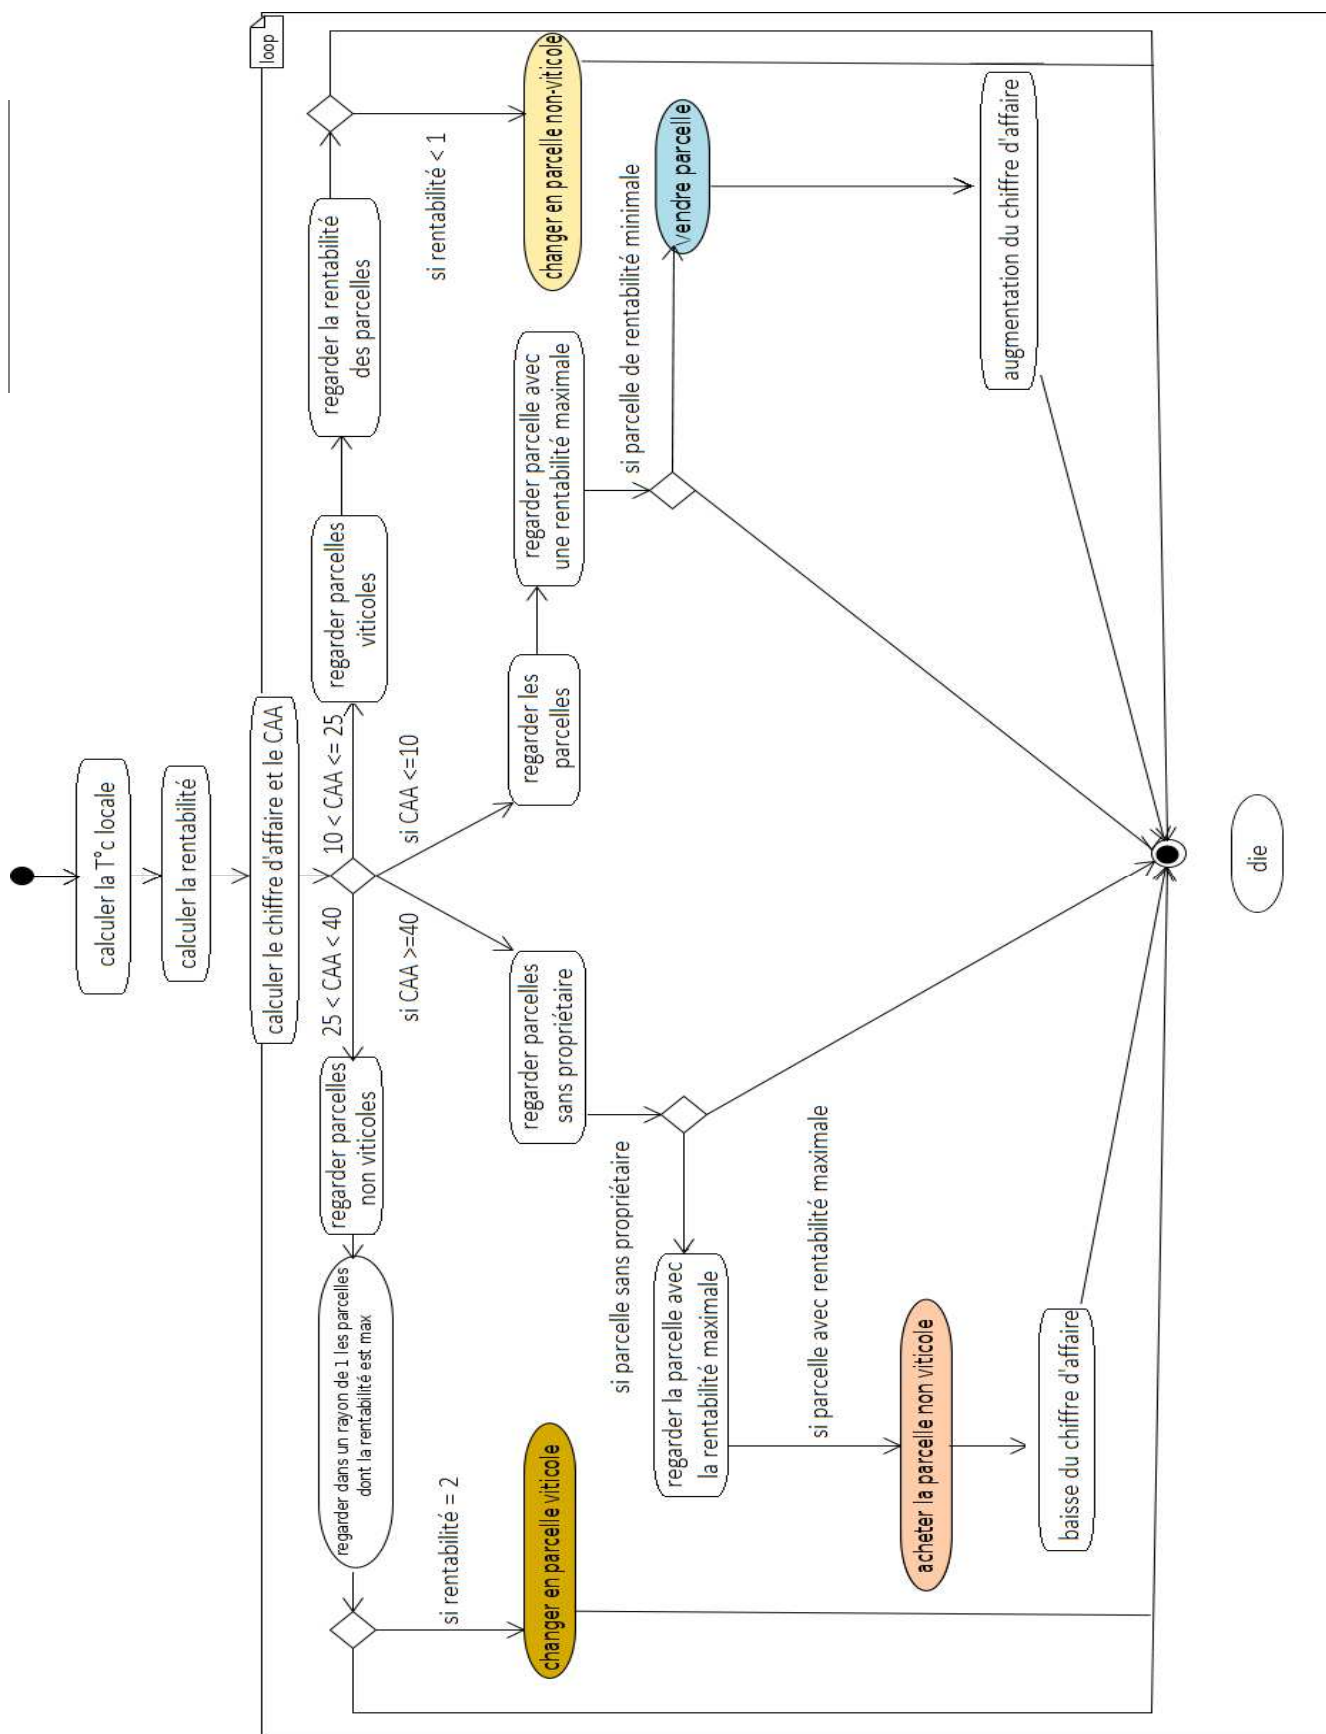 loop
calculer la T°c locale
calculer la rentabilité
calculer le chiffre d'affaire et le CAA
25 < CAA < 40
10 < CAA <= 25
si CAA >=40
si CAA <=10
regarder parcelles
non viticoles
regarder dans un rayon de 1 les parcelles
dont la rentabilité est max
si rentabilité = 2
changer en parcelle viticole
regarder parcelles
sans propriétaire
si parcelle sans propriétaire
regarder la parcelle avec
la rentabilité maximale
si parcelle avec rentabilité maximale
acheter la parcelle non viticole
baisse du chiffre d'affaire
regarder les
parcelles
regarder parcelle avec
une rentabilité maximale
si parcelle de rentabilité minimale
vendre parcelle
augmentation du chiffre d'affaire
regarder parcelles
viticoles
regarder la rentabilité
des parcelles
si rentabilité < 1
changer en parcelle non-viticole
die